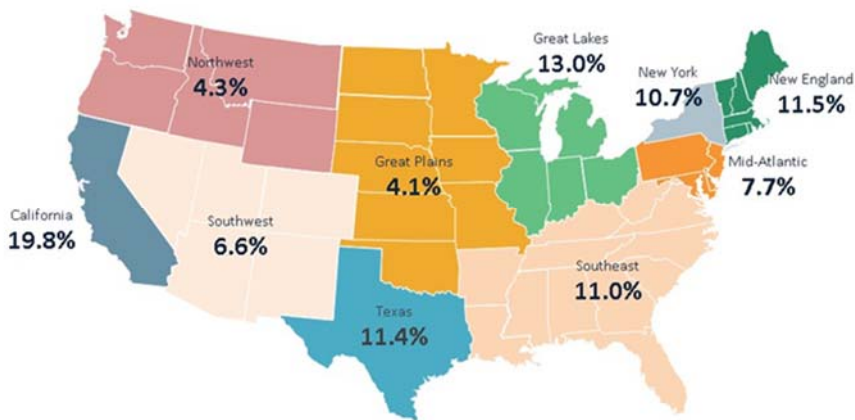 Great Lakes
13.0%
Northwest
4.3%
New York
10.7%
New England
11.5%
Great Plains
4.1%
Mid-Atlantic
7.7%
California
19.8%
Southwest
6.6%
Southeast
11.0%
Texas
11.4%